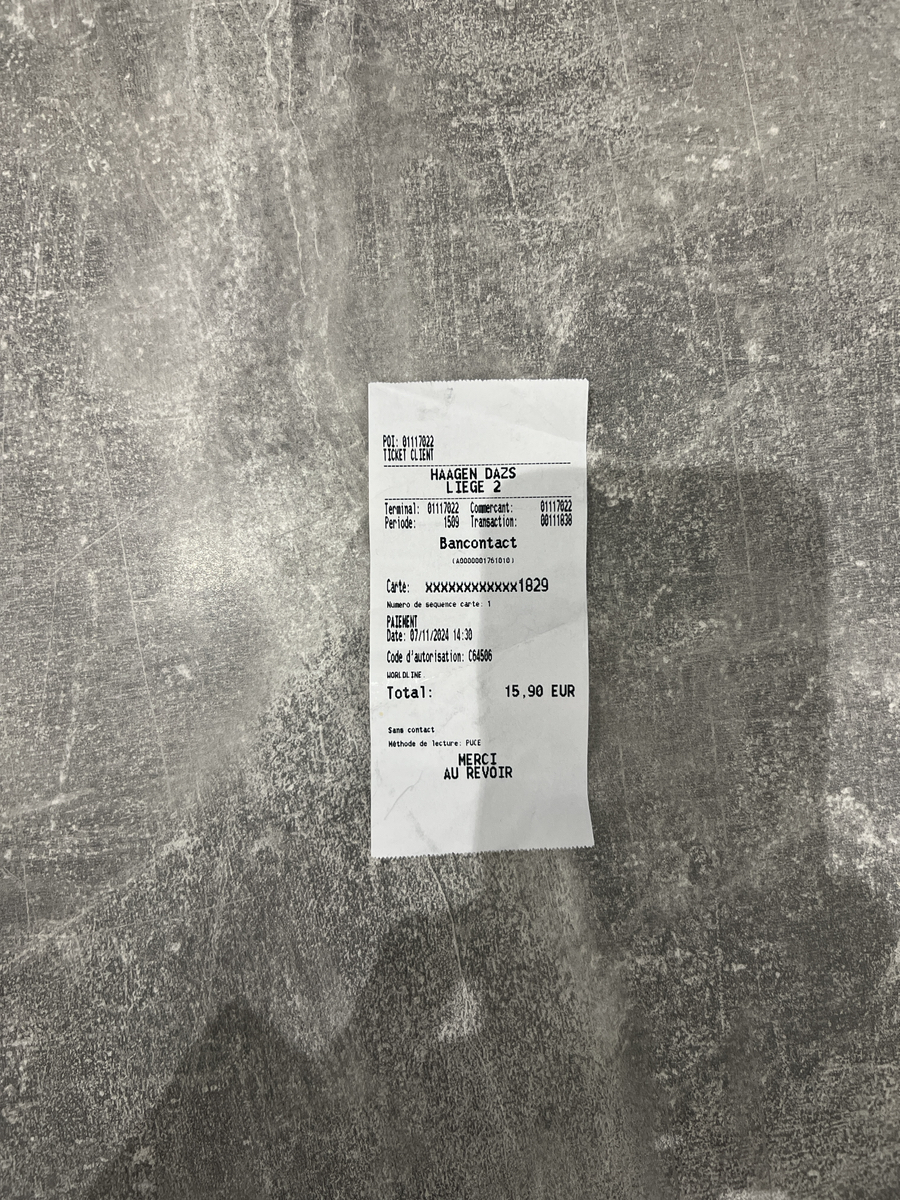 POI: 01117022
TICKET CLIENT
HAAGEN DAZS
LIEGE 2
Terminal: 01117022 Commercant: 01117022
Periode: 1509 Transaction: 00111838
Bancontact
(A0000001761010)
Carte: xxxxxxxxxxxx1829
Numero de sequence carte: 1
PAIEMENT
Date: 07/11/2024 14:30
Code d'autorisation: C64506
WORLDLINE
Total: 15,90 EUR
Sans contact
Méthode de lecture: PUCE
MERCI
AU REVOIR